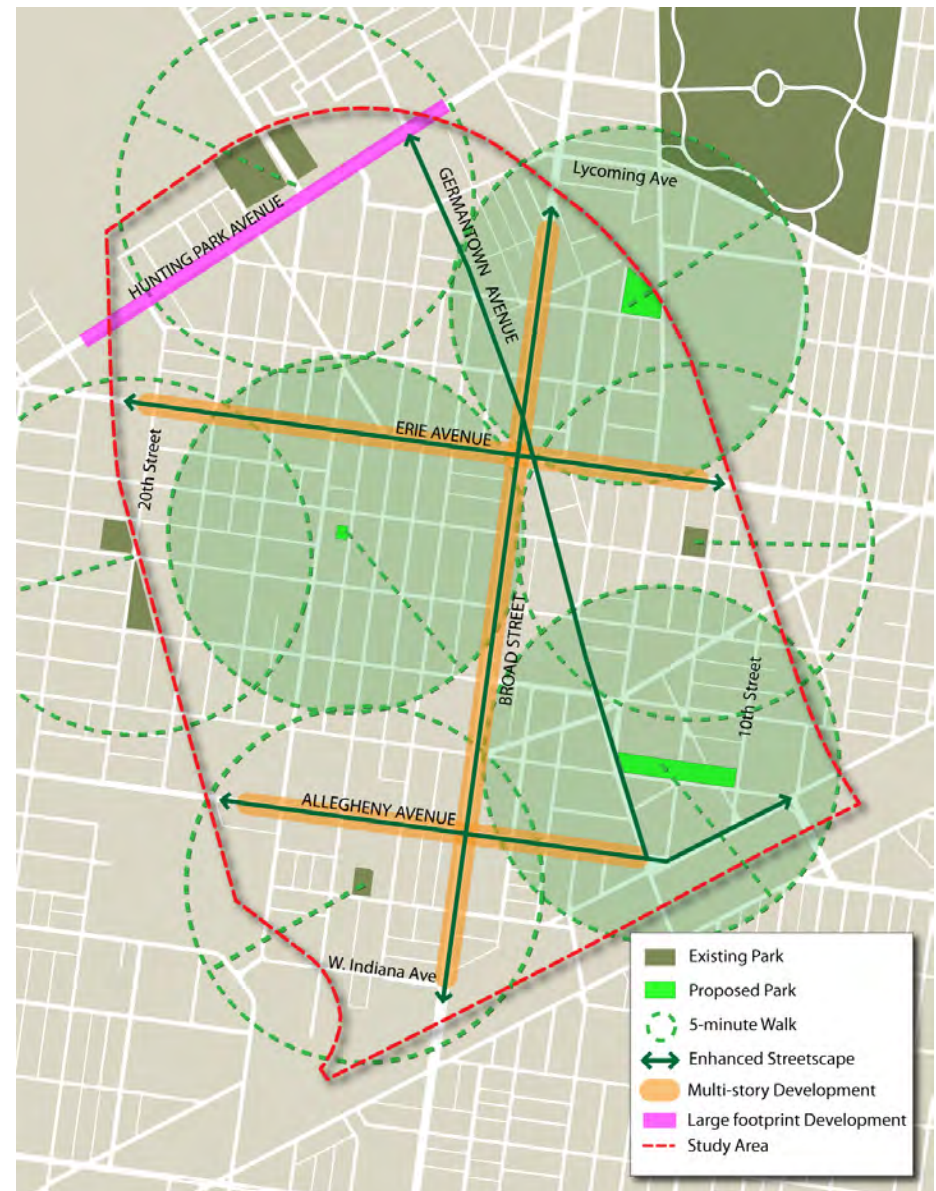 Lycoming Ave
GERMANTOWN AVENUE
HUNTING PARK AVENUE
ERIE AVENUE
20th Street
BROAD STREET
10th Street
ALLEGHENY AVENUE
W. Indiana Ave
Existing Park
Proposed Park
5-minute Walk
Enhanced Streetscape
Multi-story Development
Large footprint Development
Study Area